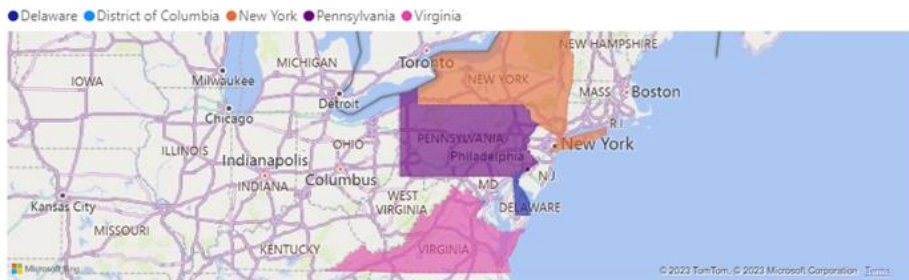 Delaware District of Columbia New York Pennsylvania Virginia
NEW HAMPSHIRE
MICHIGAN
Toronto
IOWA
Milwaukee
NEW YORK
MASS
Boston
Detroit
Chicago
R I
PENNSYLVANIA
New York
ILLINOIS
OHIO
Philadelphia
Indianapolis
Columbus
N J
INDIANA
MD
Kansas City
WEST
VIRGINIA
DELAWARE
MISSOURI
KENTUCKY
VIRGINIA
Microsoft Bing
© 2023 TomTom, © 2023 Microsoft Corporation Terms